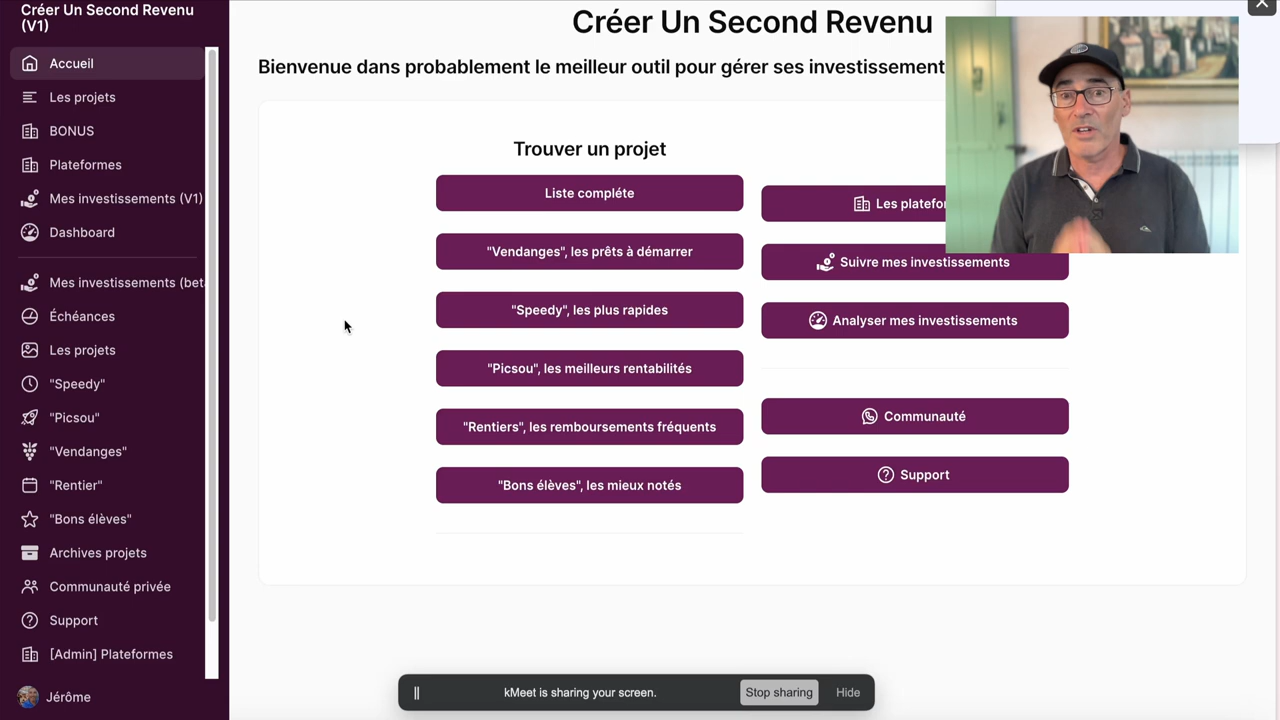 Créer Un Second Revenu
(V1)
Accueil
Les projets
BONUS
Plateformes
Mes investissements (V1)
Dashboard
Mes investissements (bet
Échéances
Les projets
"Speedy"
"Picsou"
"Vendanges"
"Rentier"
"Bons élèves"
Archives projets
Communauté privée
Support
[Admin] Plateformes
Jérôme
Créer Un Second Revenu
Bienvenue dans probablement le meilleur outil pour gérer ses investissement
Trouver un projet
Liste compléte
"Vendanges", les prêts à démarrer
"Speedy", les plus rapides
"Picsou", les meilleurs rentabilités
"Rentiers", les remboursements fréquents
"Bons élèves", les mieux notés
Les platefor
Suivre mes investissements
Analyser mes investissements
Communauté
Support
kMeet is sharing your screen.
Stop sharing
Hide